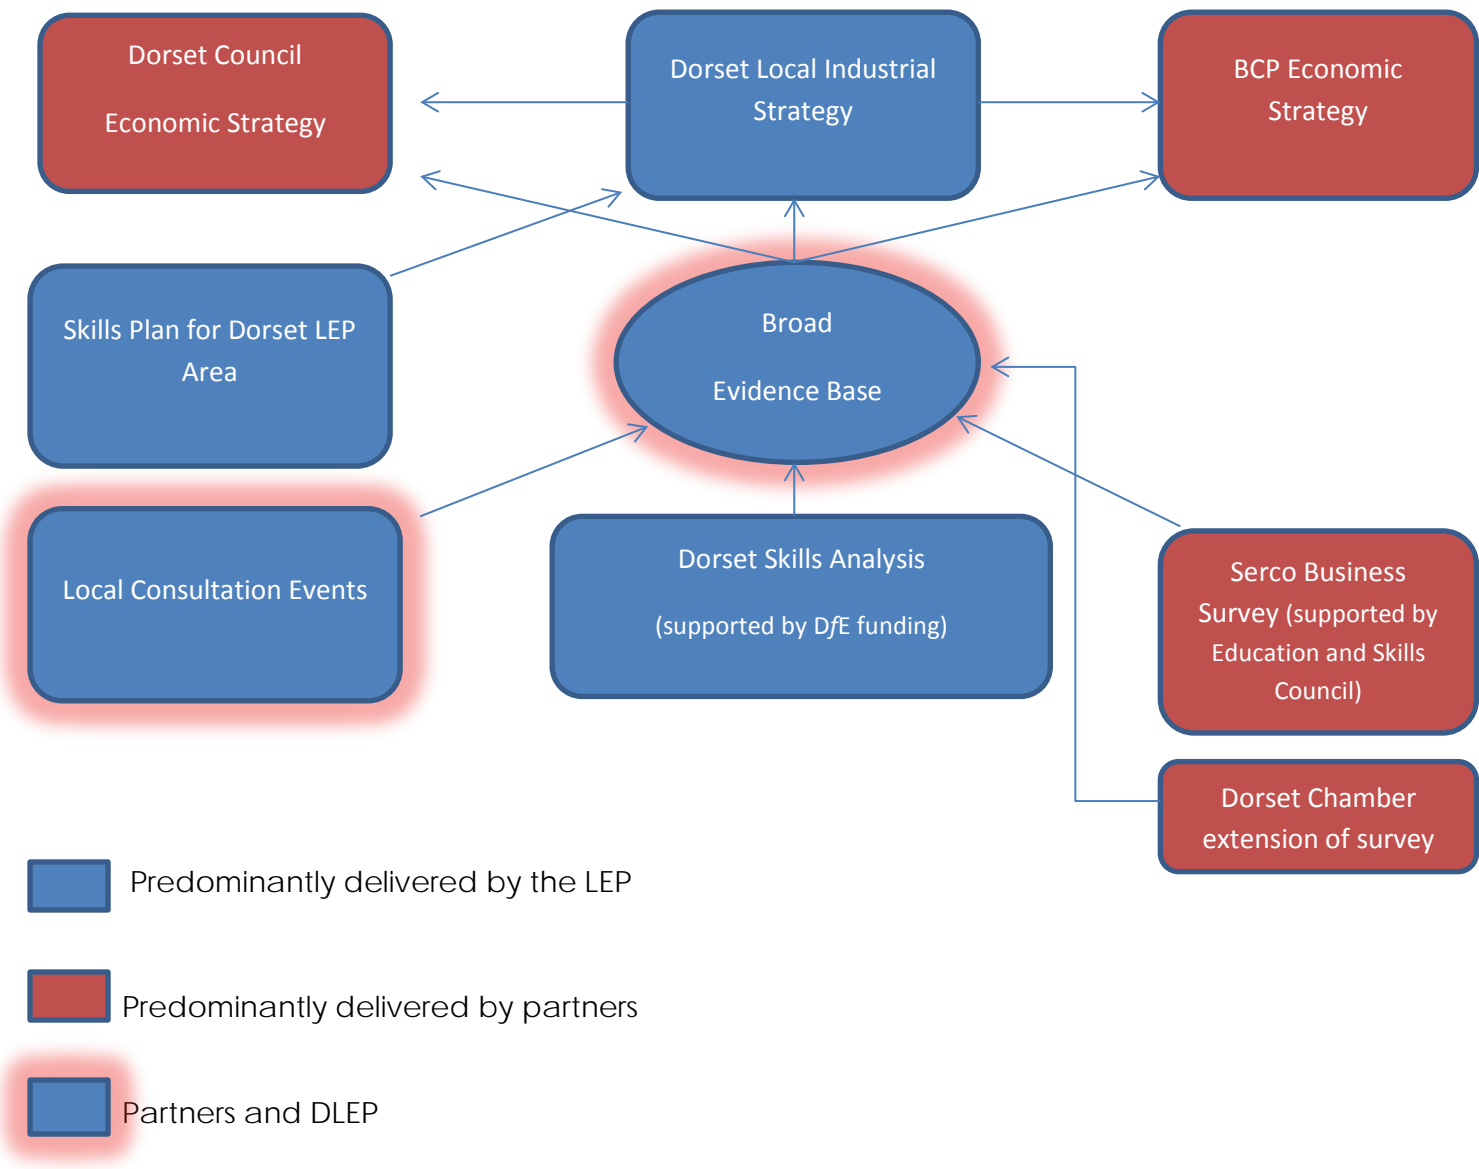 Dorset Council
Economic Strategy
Dorset Local Industrial
Strategy
BCP Economic
Strategy
Skills Plan for Dorset LEP
Area
Broad
Evidence Base
Local Consultation Events
Dorset Skills Analysis
(supported by DfE funding)
Serco Business
Survey (supported by
Education and Skills
Council)
Dorset Chamber
extension of survey
Predominantly delivered by the LEP
Predominantly delivered by partners
Partners and DLEP